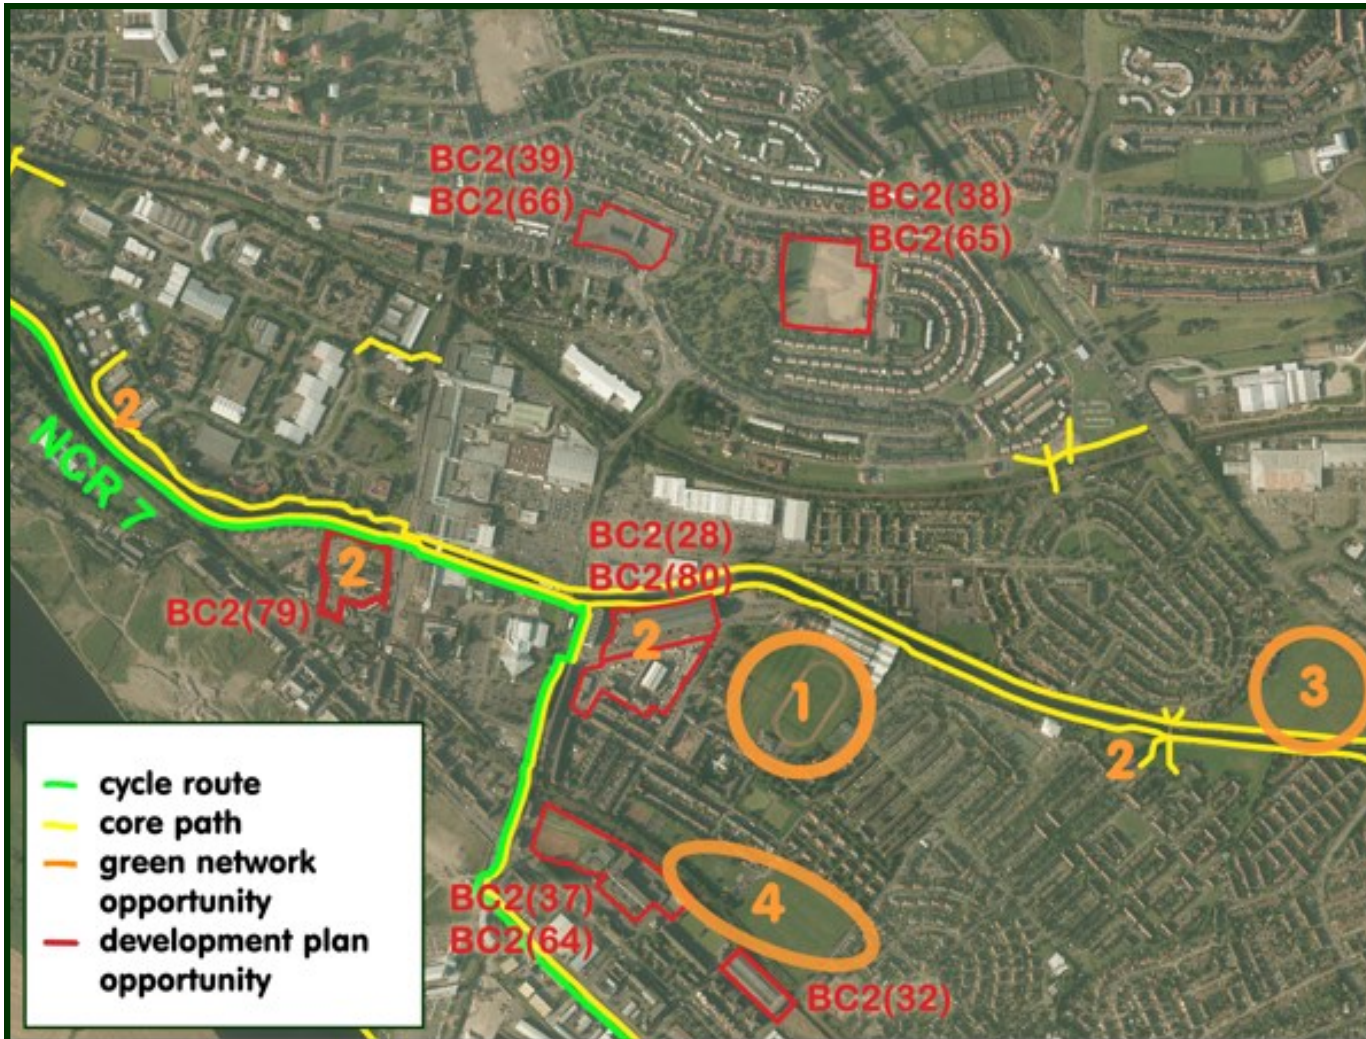 BC2(39)
BC2(66)
BC2(38)
BC2(65)
2
NCR 7
BC2(28)
BC2(80)
2
BC2(79)
2
1
3
2
4
BC2(37)
BC2(64)
BC2(32)
cycle route
core path
green network
opportunity
development plan
opportunity